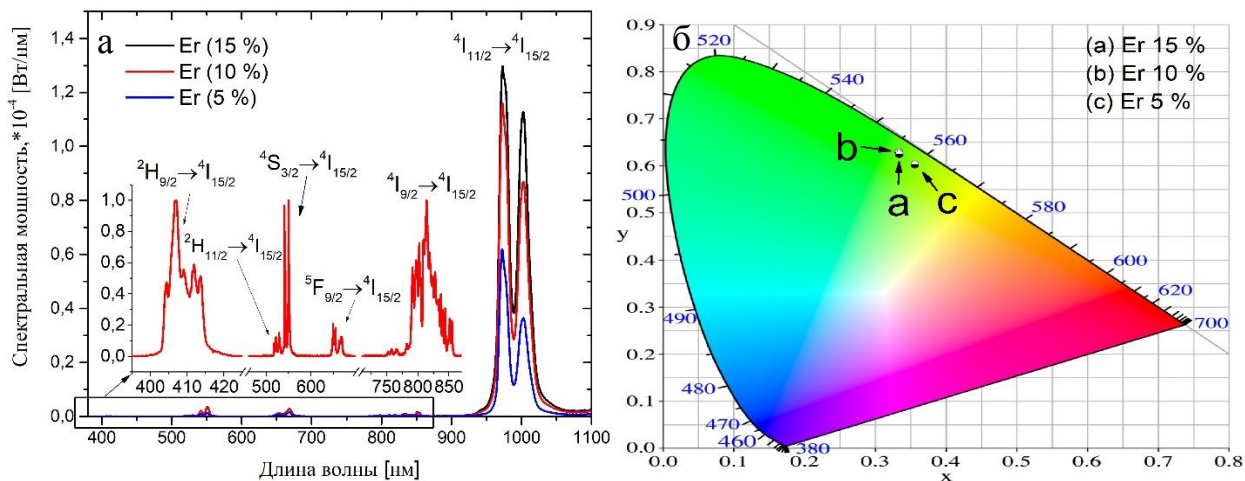 а
Er (15 %)
Er (10 %)
Er (5 %)
⁴I₁₁/₂→⁴I₁₅/₂
²H₉/₂→⁴I₁₅/₂
⁴S₃/₂→⁴I₁₅/₂
⁴I₉/₂→⁴I₁₅/₂
²H₁₁/₂→⁴I₁₅/₂
⁵F₉/₂→⁴I₁₅/₂
1,0
0,8
0,6
0,4
0,2
0,0
400 410 420 500 600 750 800 850
Спектральная мощность,*10⁻⁴ [Вт/нм]
1,4
1,2
1,0
0,8
0,6
0,4
0,2
0,0
400 500 600 700 800 900 1000 1100
Длина волны [нм]
б
(a) Er 15 %
(b) Er 10 %
(c) Er 5 %
0.9
0.8
0.7
0.6
0.5
y
0.4
0.3
0.2
0.1
0.0
0.0 0.1 0.2 0.3 0.4 0.5 0.6 0.7 0.8
x
520
540
560
b
a
c
500
580
600
620
490
700
480
470
460
380